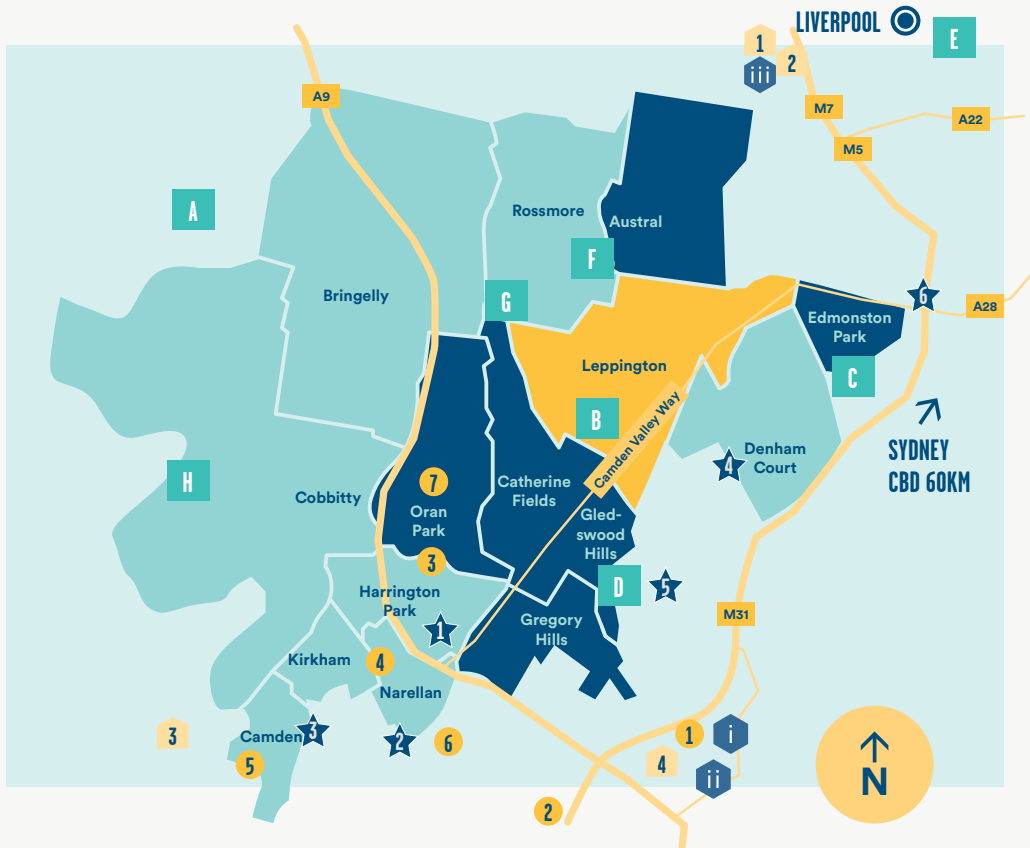 LIVERPOOL
E
1
2
iii
A9
M7
A22
M5
A
Rossmore
Austral
F
Bringelly
G
6
A28
Edmonston
Park
Leppington
C
B
Camden Valley Way
SYDNEY
CBD 60KM
4
Denham
Court
H
7
Cobbitty
Catherine
Fields
Oran
Park
Gled-
swood
Hills
3
D
5
Harrington
Park
M31
1
Gregory
Hills
Kirkham
4
Narellan
3
Camden
3
2
6
1
i
5
4
ii
N
2